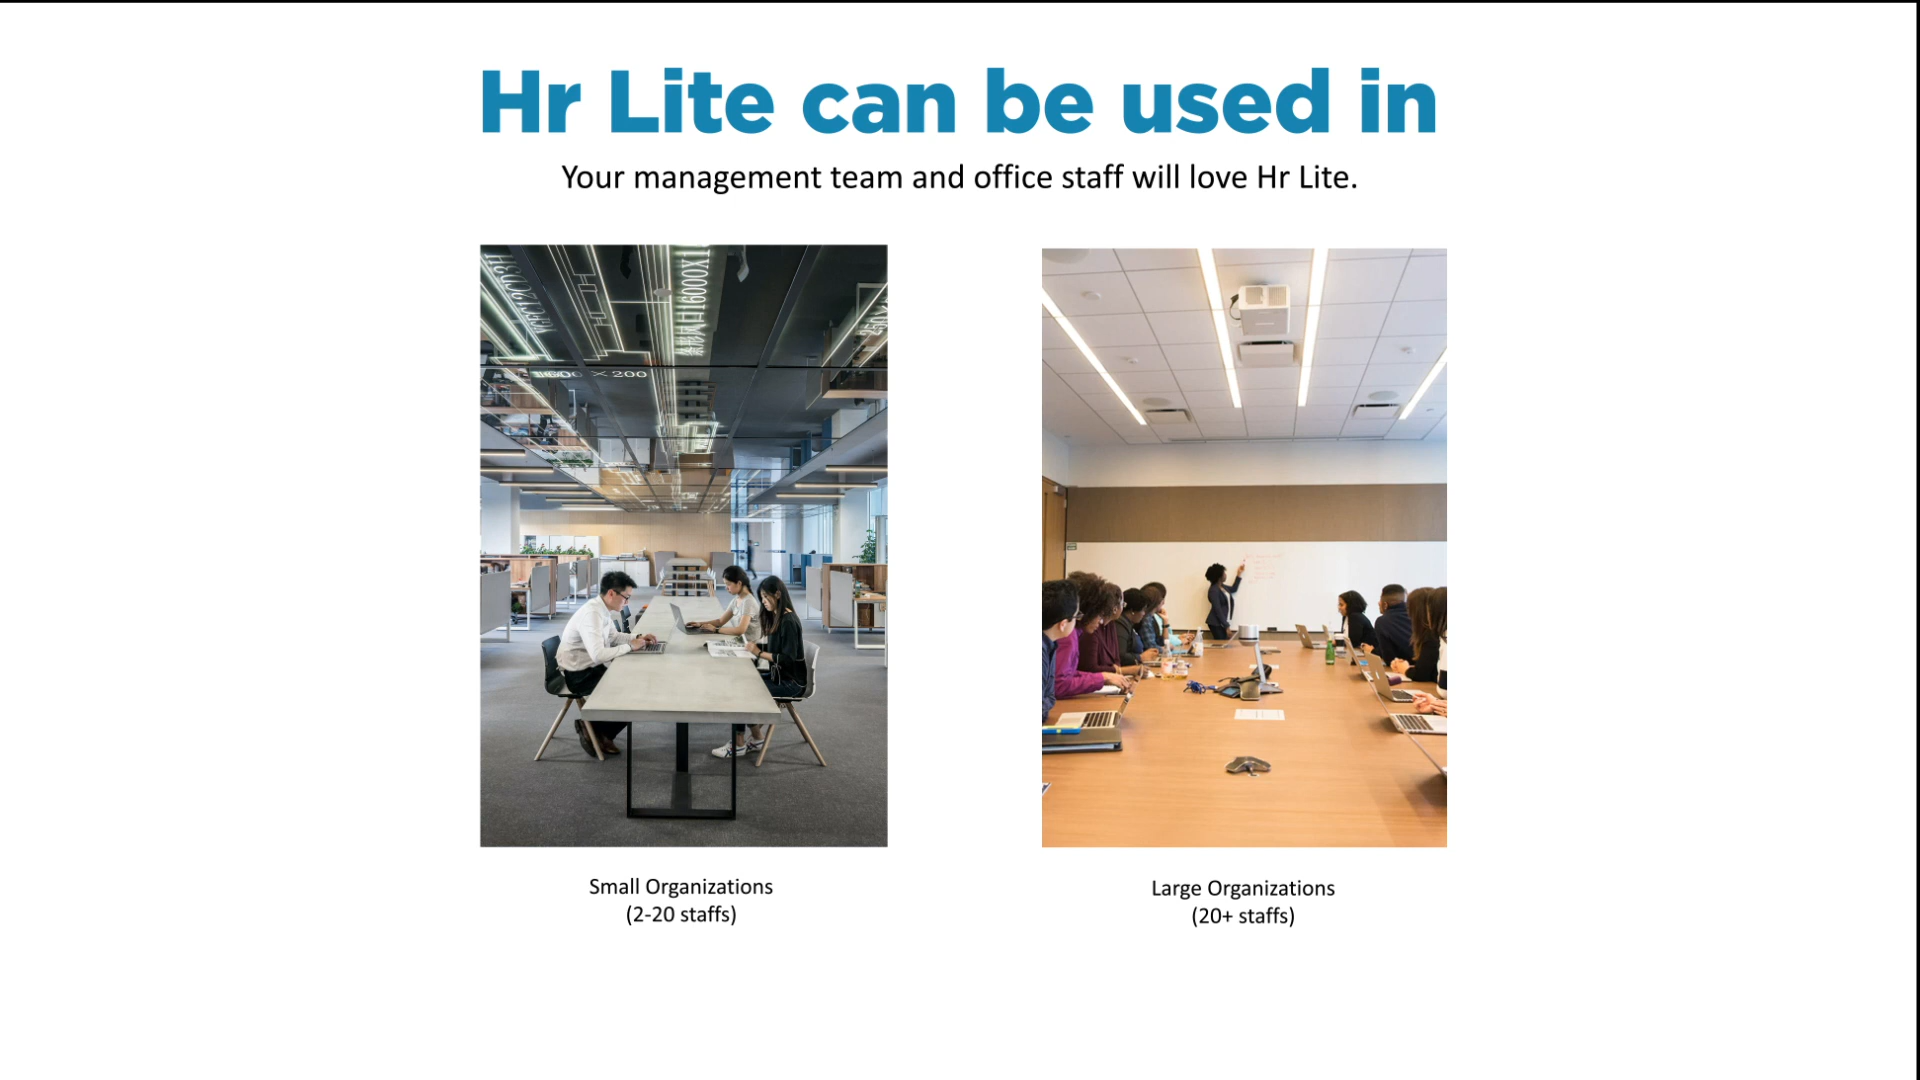 Hr Lite can be used in
Your management team and office staff will love Hr Lite.
Small Organizations
(2-20 staffs)
Large Organizations
(20+ staffs)